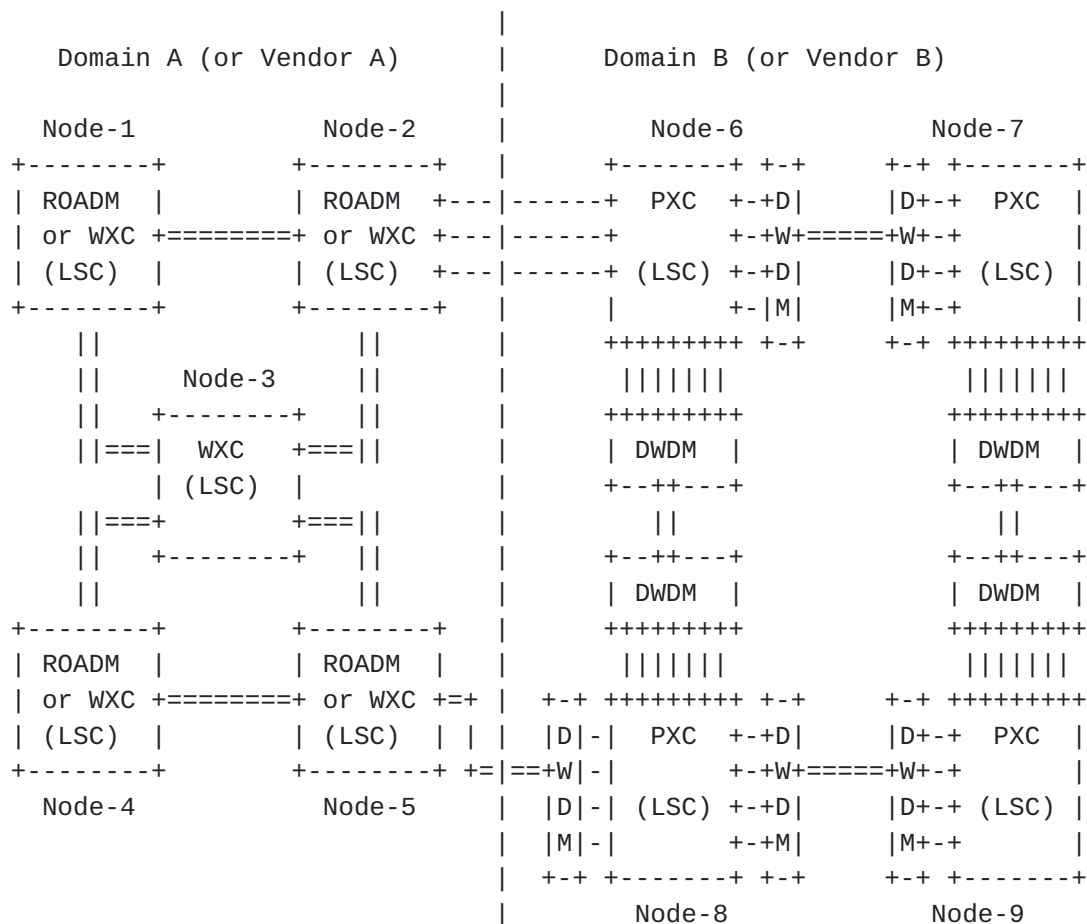 |
   Domain A (or Vendor A)       |      Domain B (or Vendor B)
                                |
  Node-1            Node-2      |         Node-6            Node-7
+--------+        +--------+    |      +-------+ +-+     +-+ +-------+
| ROADM  |        | ROADM  +---|------+  PXC  +-+D|     |D+-+  PXC  |
| or WXC +========+ or WXC +---|------+       +-+W+=====+W+-+       |
| (LSC)  |        | (LSC)  +---|------+ (LSC) +-+D|     |D+-+ (LSC) |
+--------+        +--------+    |      |       +-|M|     |M+-+       |
    ||                ||        |      +++++++++ +-+     +-+ +++++++++
    ||     Node-3     ||        |       |||||||               |||||||
    ||   +--------+   ||        |      +++++++++             +++++++++
    ||===|  WXC   +===||        |      | DWDM  |             | DWDM  |
         | (LSC)  |             |      +--++---+             +--++---+
    ||===+        +===||        |         ||                    ||
    ||   +--------+   ||        |      +--++---+             +--++---+
    ||                ||        |      | DWDM  |             | DWDM  |
+--------+        +--------+    |      +++++++++             +++++++++
| ROADM  |        | ROADM  |    |       |||||||               |||||||
| or WXC +========+ or WXC +=+ |  +-+ +++++++++ +-+     +-+ +++++++++
| (LSC)  |        | (LSC)  | | |  |D|-|  PXC  +-+D|     |D+-+  PXC  |
+--------+        +--------+ +=|==+W|-|       +-+W+=====+W+-+       |
  Node-4            Node-5      |  |D|-| (LSC) +-+D|     |D+-+ (LSC) |
                                |  |M|-|       +-+M|     |M+-+       |
                                |  +-+ +-------+ +-+     +-+ +-------+
                                |        Node-8             Node-9